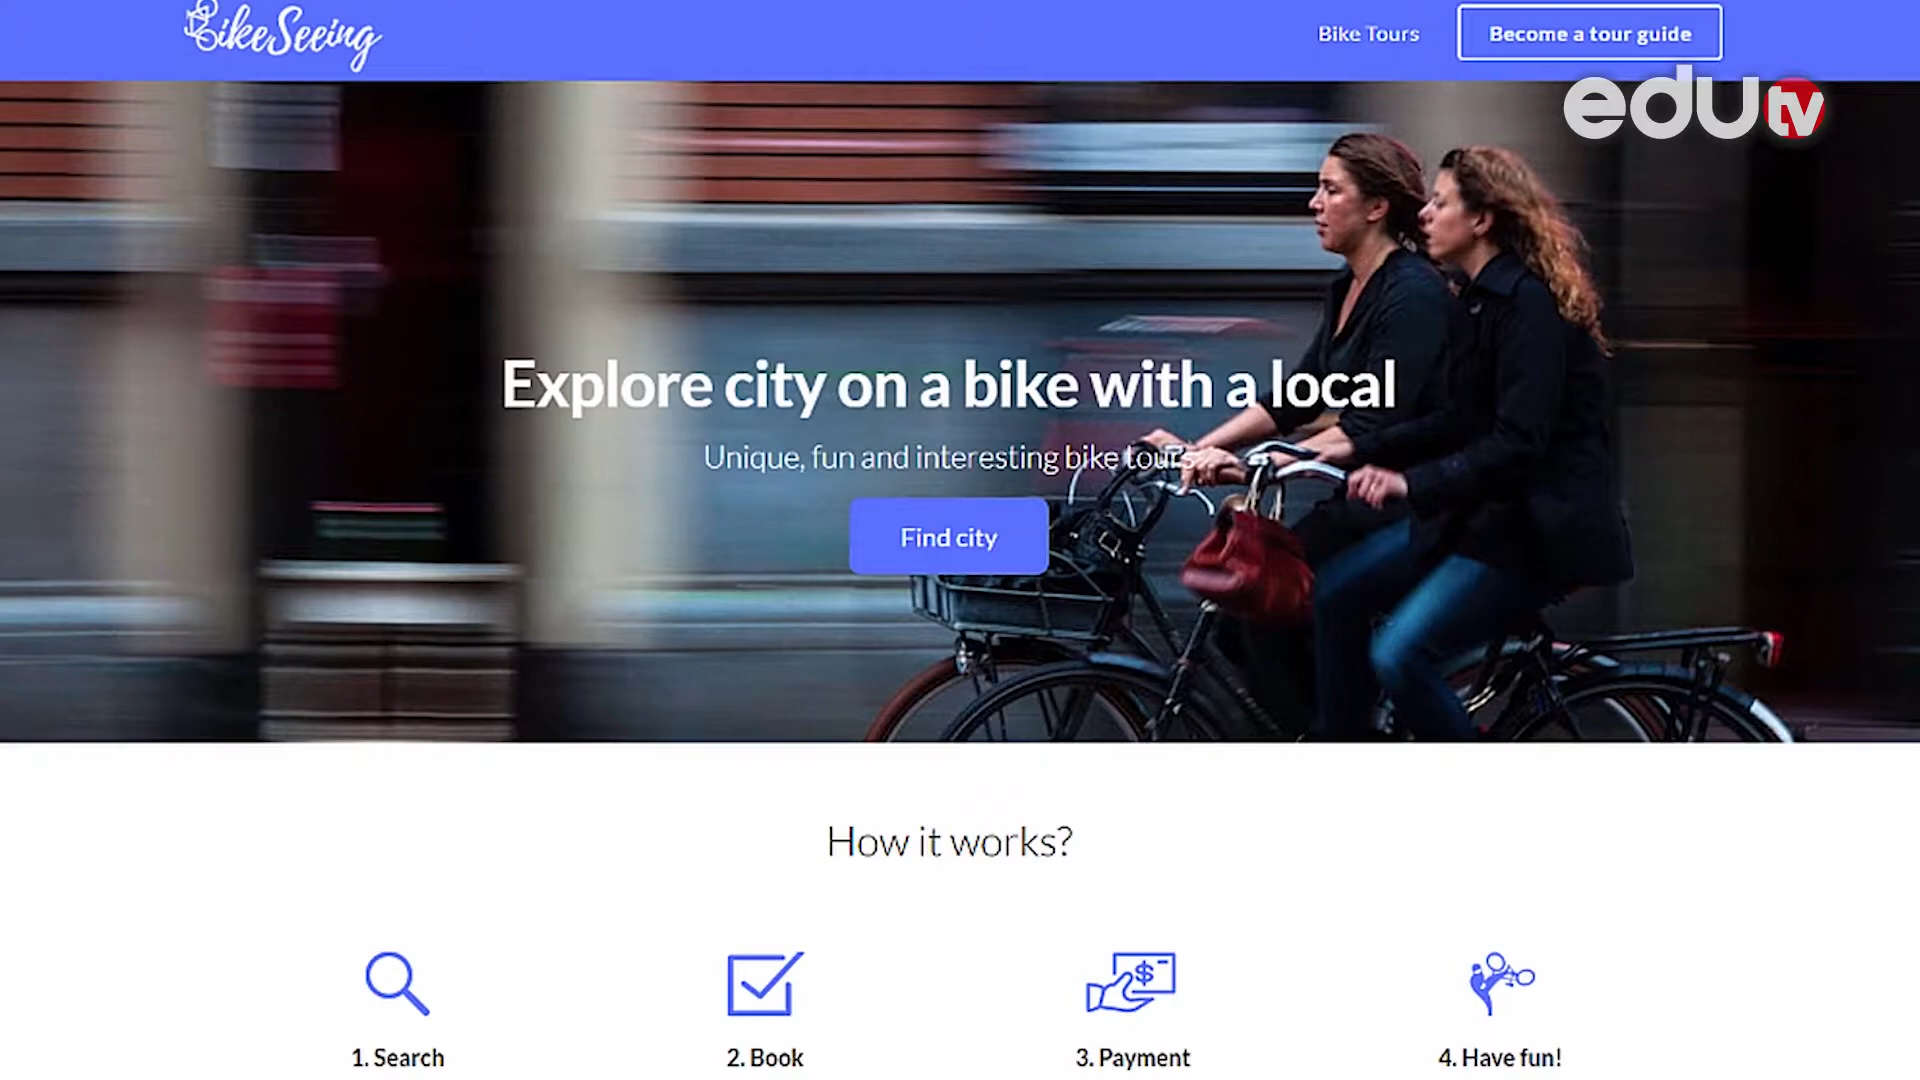 BikeSeeing
Bike Tours
Become a tour guide
edutv
Explore city on a bike with a local
Unique, fun and interesting bike tours
Find city
How it works?
$
1. Search
2. Book
3. Payment
4. Have fun!